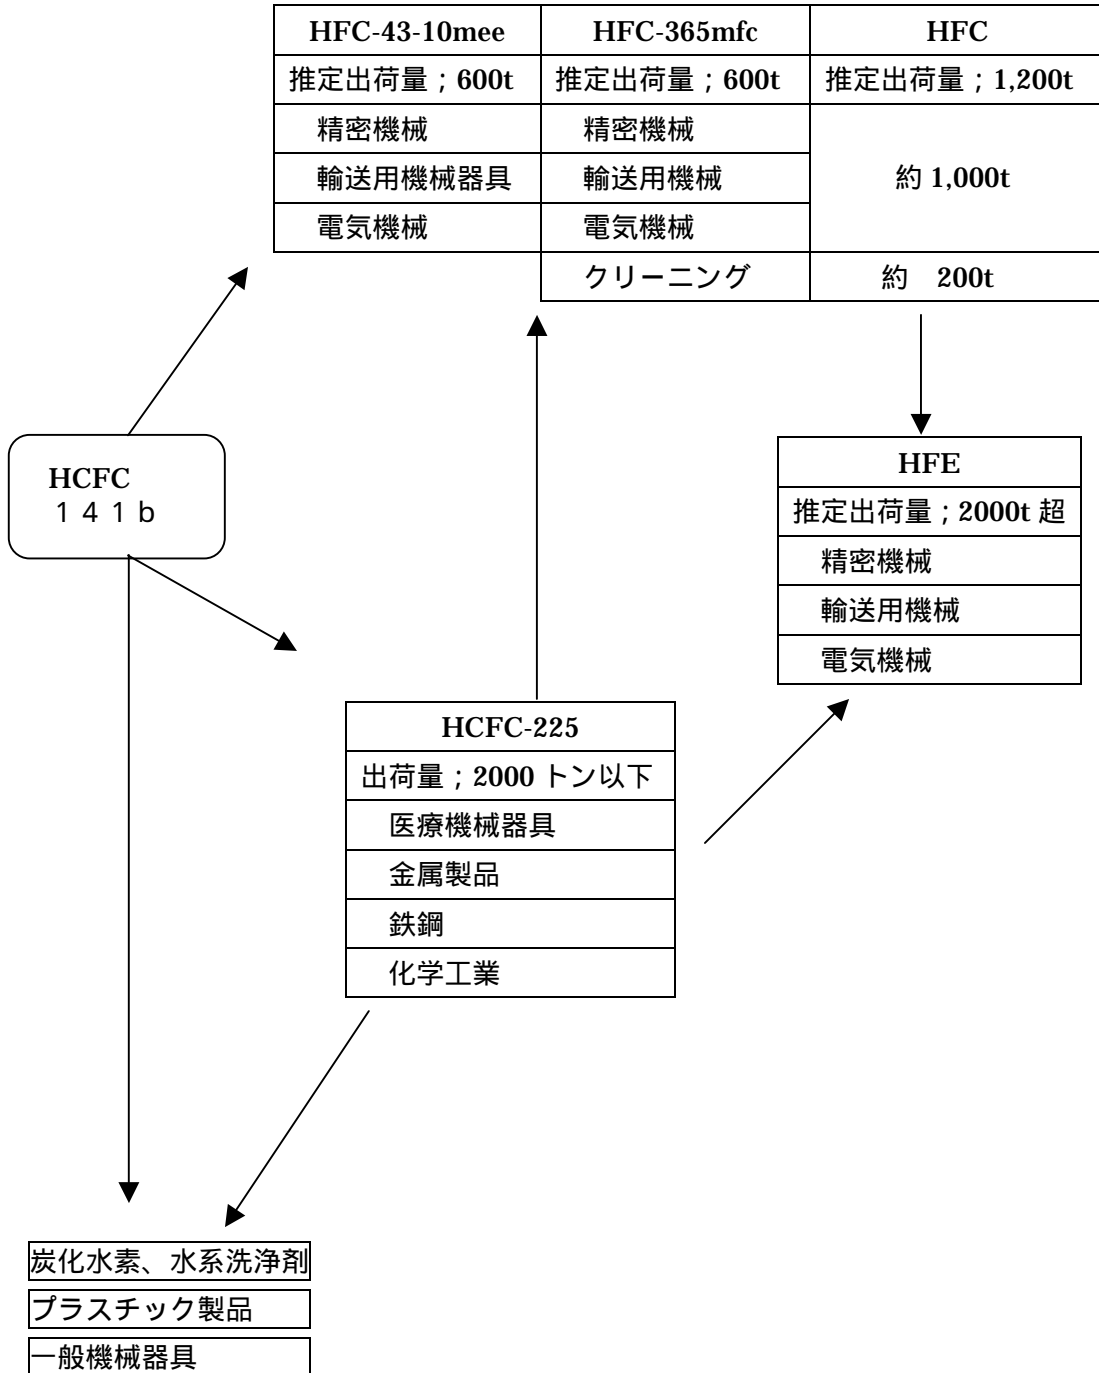 HFC-43-10mee HFC-365mfc HFC
推定出荷量；600t 推定出荷量；600t 推定出荷量；1,200t
精密機械 精密機械
輸送用機械器具 輸送用機械 約 1,000t
電気機械 電気機械
クリーニング 約 200t
HCFC
１４１ｂ
HFE
推定出荷量；2000t 超
精密機械
輸送用機械
電気機械
HCFC-225
出荷量；2000 トン以下
医療機械器具
金属製品
鉄鋼
化学工業
炭化水素、水系洗浄剤
プラスチック製品
一般機械器具